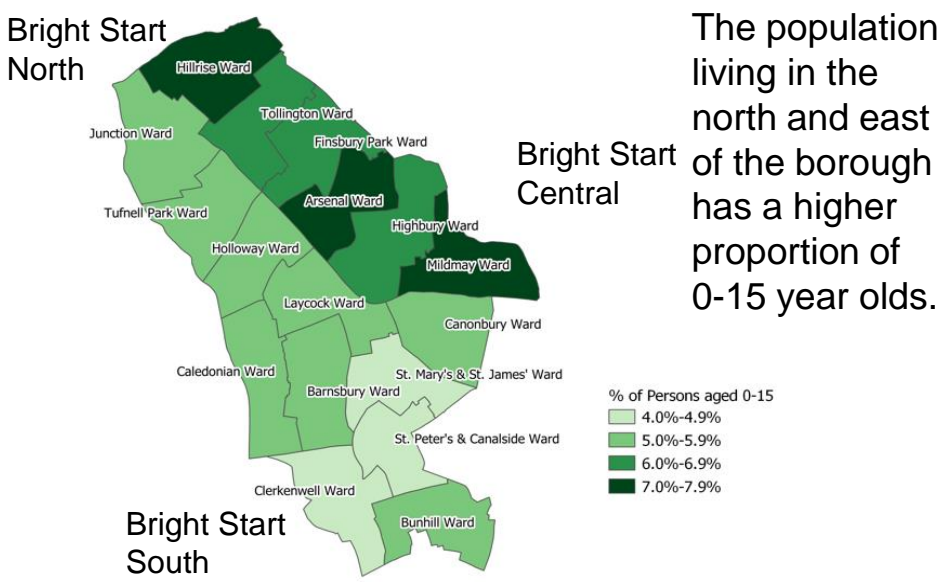 Bright Start
North
The population
living in the
north and east
of the borough
has a higher
proportion of
0-15 year olds.
Hillrise Ward
Tollington Ward
Junction Ward
Finsbury Park Ward
Bright Start
Central
Arsenal Ward
Tufnell Park Ward
Highbury Ward
Holloway Ward
Mildmay Ward
Laycock Ward
Canonbury Ward
Caledonian Ward
St. Mary's & St. James' Ward
Barnsbury Ward
St. Peter's & Canalside Ward
Clerkenwell Ward
Bunhill Ward
Bright Start
South
% of Persons aged 0-15
4.0%-4.9%
5.0%-5.9%
6.0%-6.9%
7.0%-7.9%